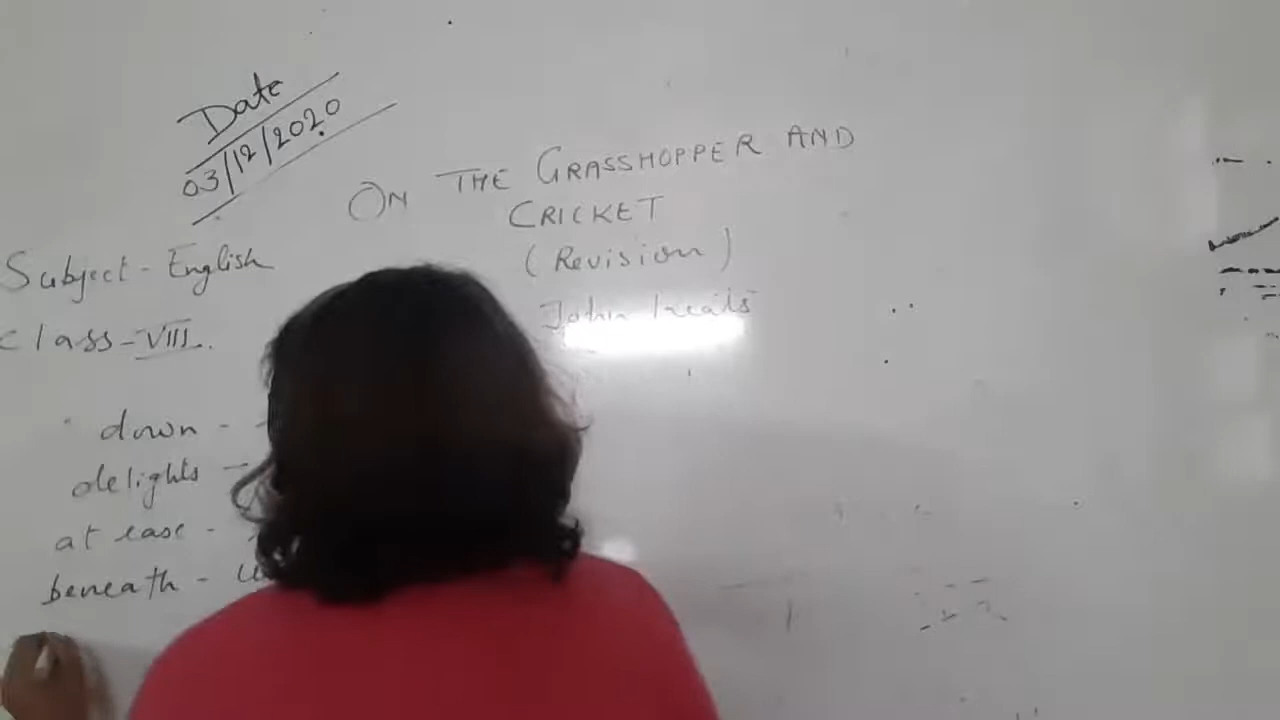 Date
03/12/2020
ON THE GRASSHOPPER AND
CRICKET
(Revision)
John Keats
Subject - English
Class - VIII.
down -
delights -
at ease -
beneath -